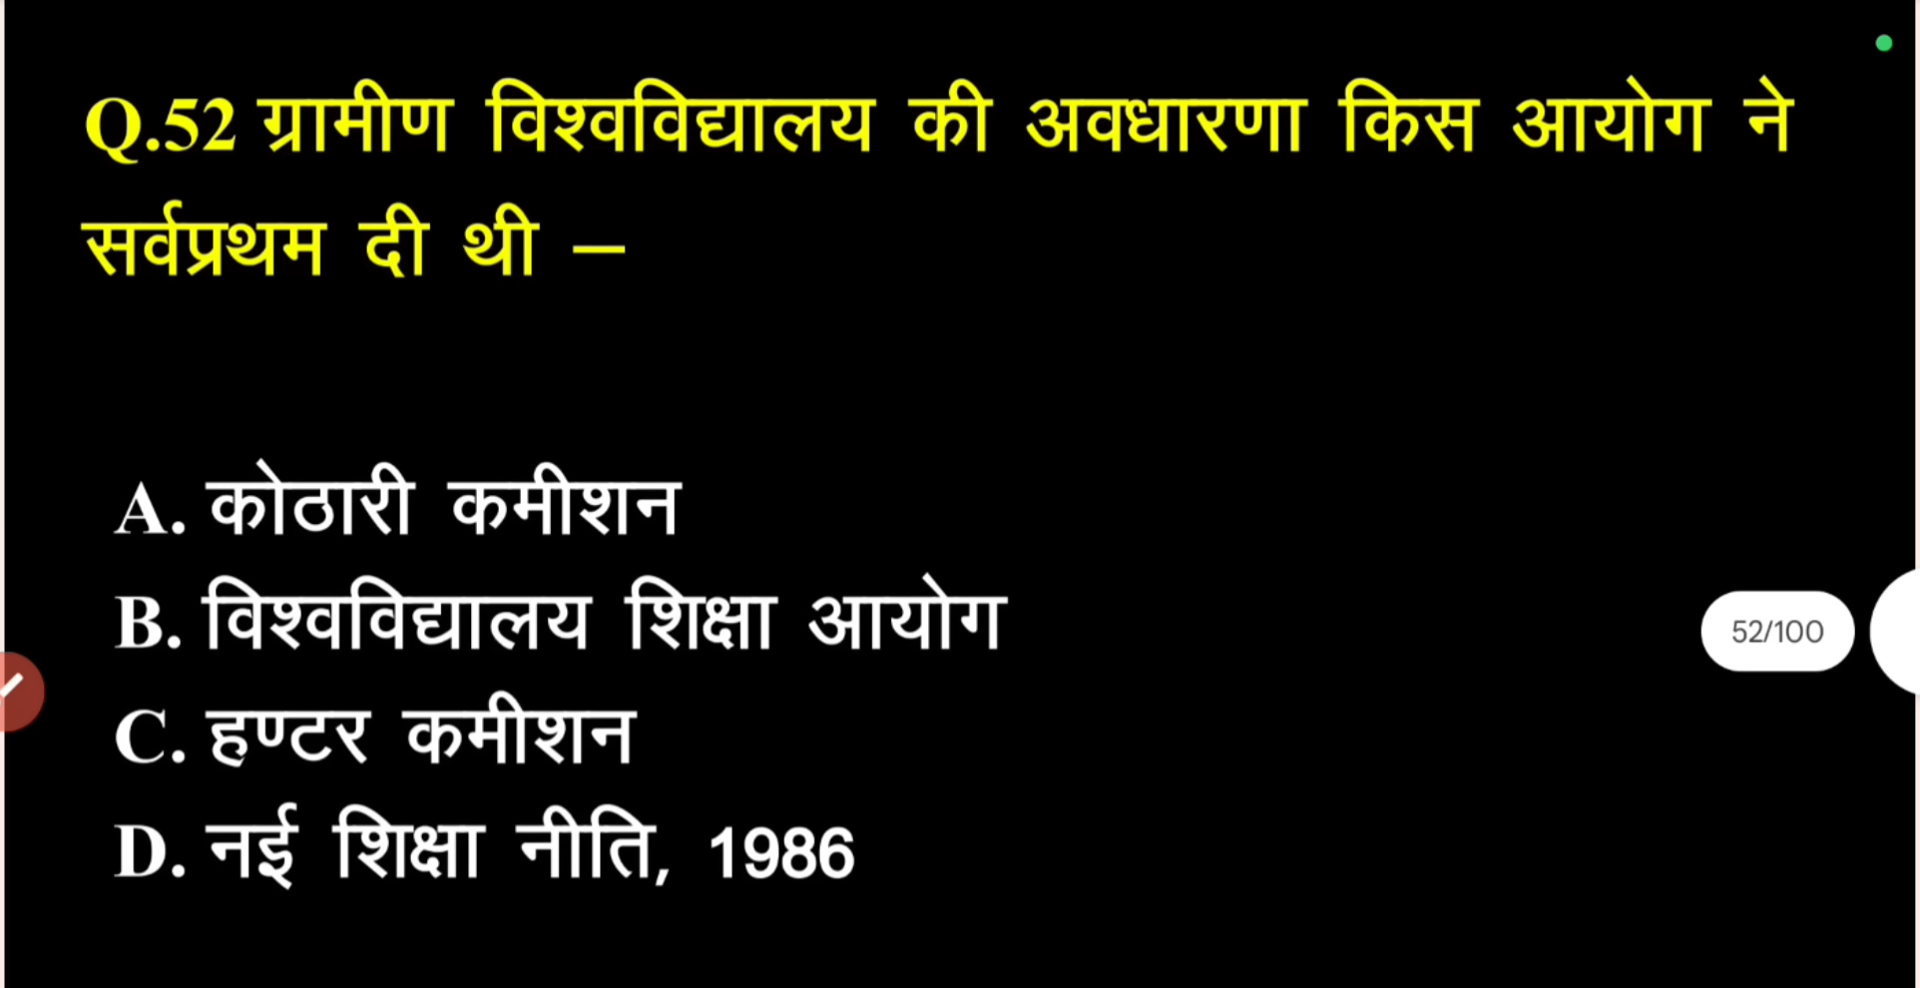 Q.52 ग्रामीण विश्वविद्यालय की अवधारणा किस आयोग ने
सर्वप्रथम दी थी –
A. कोठारी कमीशन
B. विश्वविद्यालय शिक्षा आयोग
52/100
C. हण्टर कमीशन
D. नई शिक्षा नीति, 1986